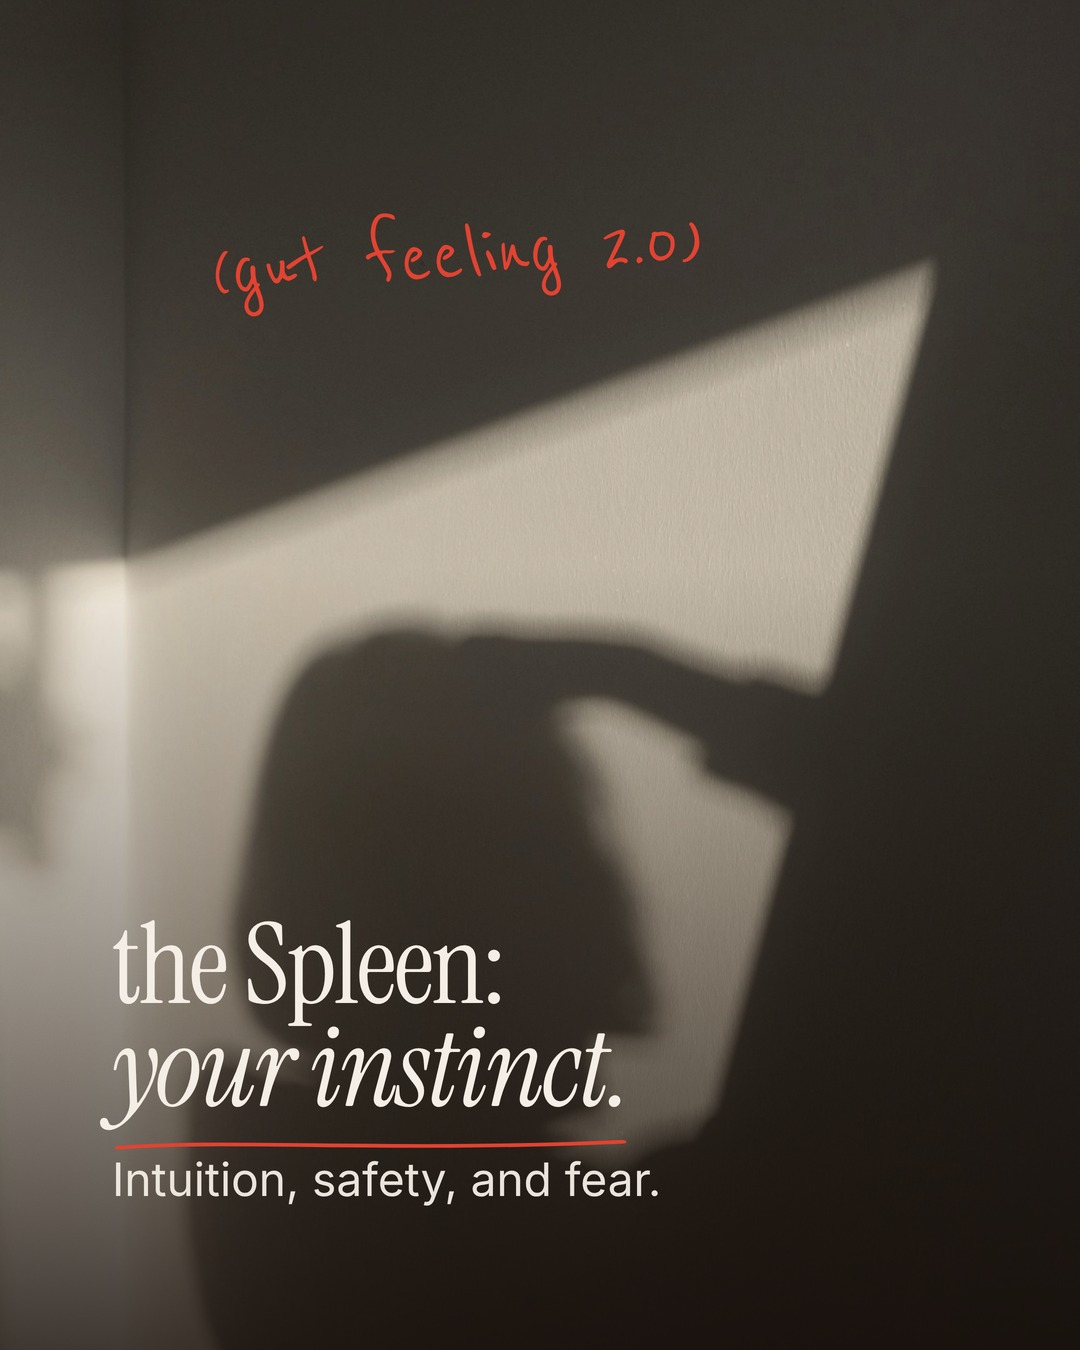 (gut feeling 2.0)
the Spleen:
your instinct.
Intuition, safety, and fear.